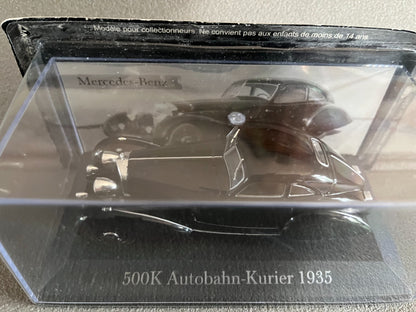 Modèle pour collectionneurs. Ne convient pas aux enfants de moins de 14 ans.
Mercedes-Benz
500K Autobahn-Kurier 1935